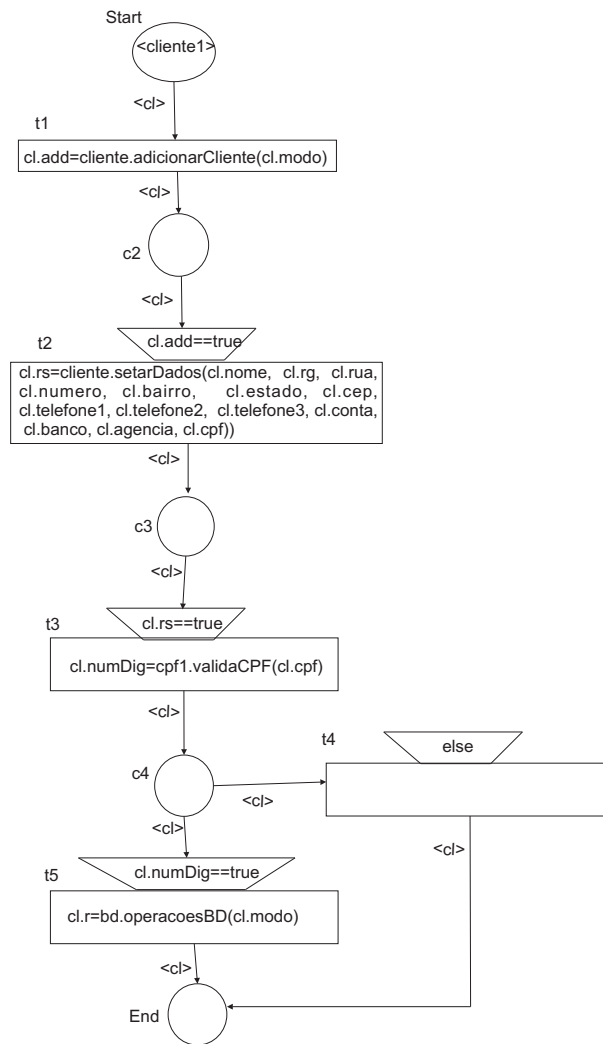 Start
<cliente1>
<cl>
t1
cl.add=cliente.adicionarCliente(cl.modo)
<cl>
c2
<cl>
cl.add==true
t2
cl.rs=cliente.setarDados(cl.nome, cl.rg, cl.rua,
cl.numero, cl.bairro, cl.estado, cl.cep,
cl.telefone1, cl.telefone2, cl.telefone3, cl.conta,
cl.banco, cl.agencia, cl.cpf))
<cl>
c3
<cl>
cl.rs==true
t3
cl.numDig=cpf1.validaCPF(cl.cpf)
<cl>
t4
else
c4
<cl>
<cl>
<cl>
cl.numDig==true
t5
cl.r=bd.operacoesBD(cl.modo)
<cl>
End